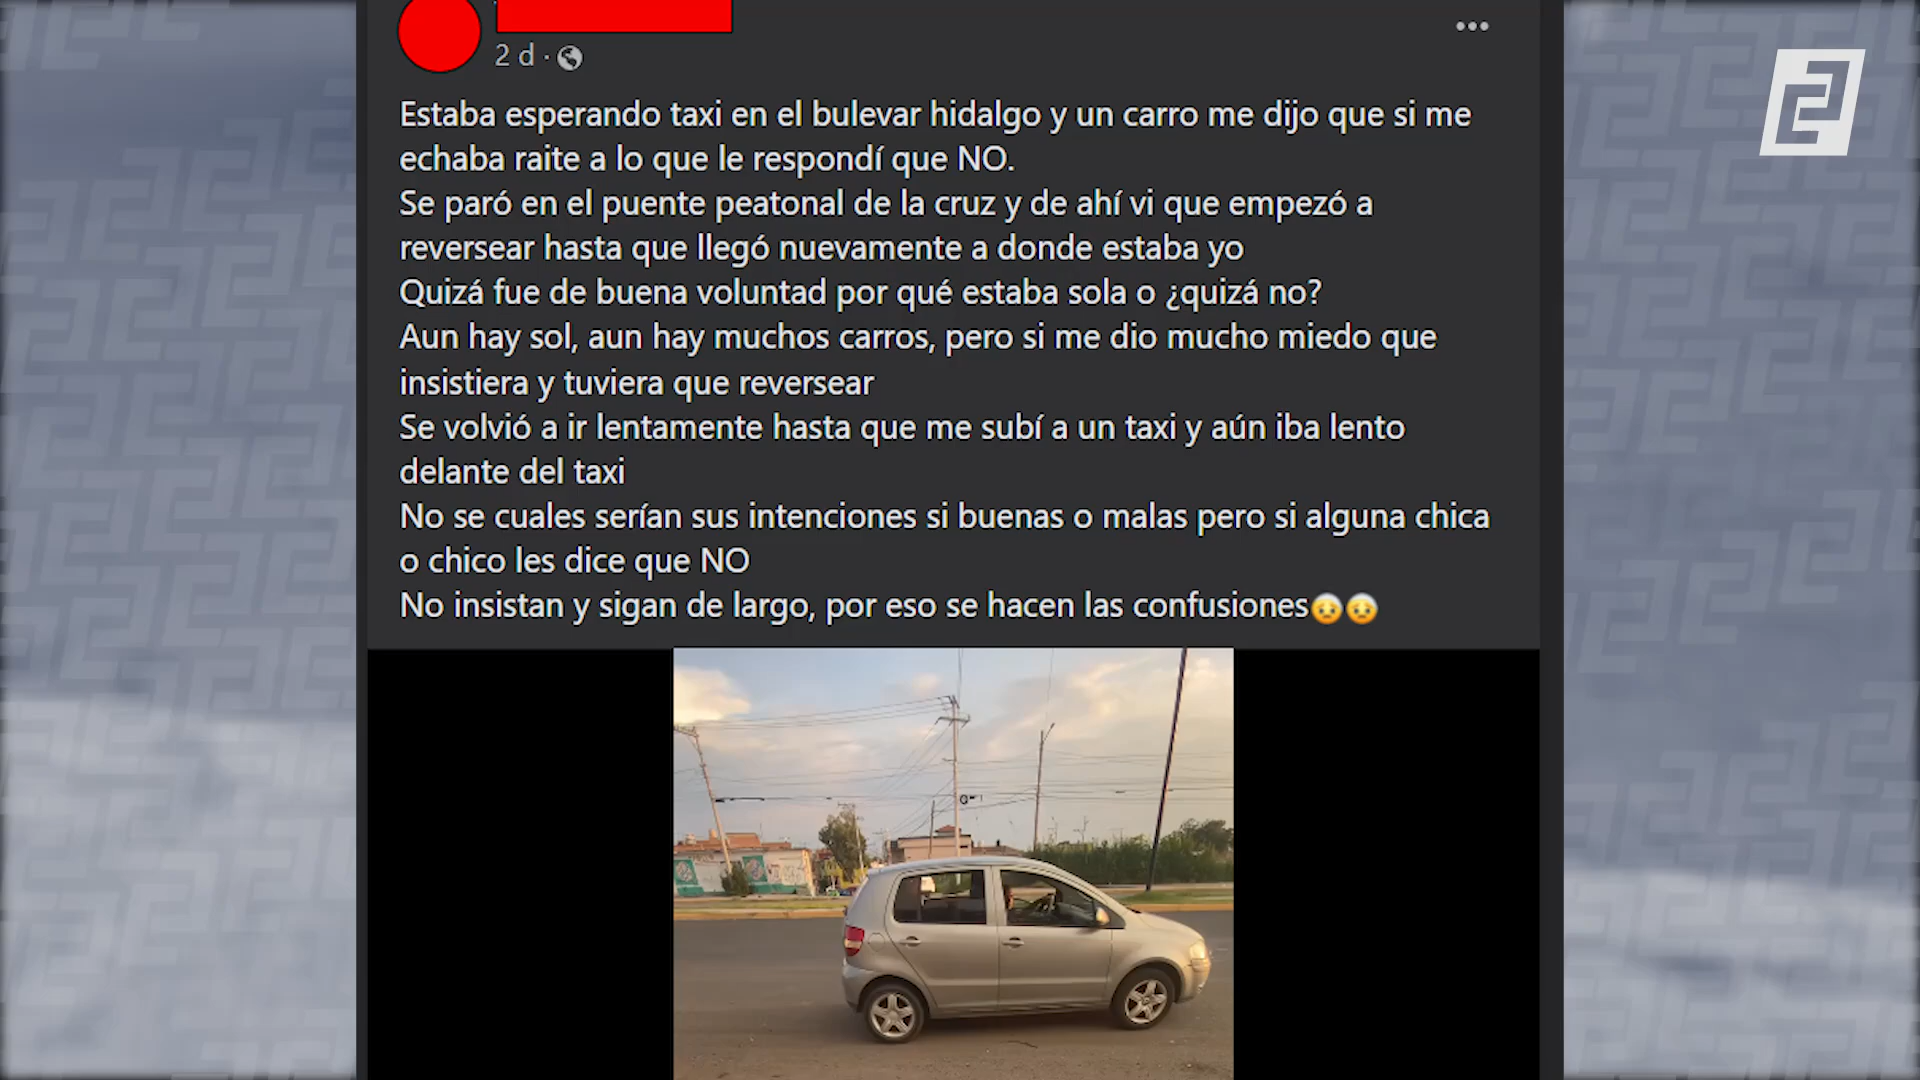 2 d ·
Estaba esperando taxi en el bulevar hidalgo y un carro me dijo que si me
echaba raite a lo que le respondí que NO.
Se paró en el puente peatonal de la cruz y de ahí vi que empezó a
reversear hasta que llegó nuevamente a donde estaba yo
Quizá fue de buena voluntad por qué estaba sola o ¿quizá no?
Aun hay sol, aun hay muchos carros, pero si me dio mucho miedo que
insistiera y tuviera que reversear
Se volvió a ir lentamente hasta que me subí a un taxi y aún iba lento
delante del taxi
No se cuales serían sus intenciones si buenas o malas pero si alguna chica
o chico les dice que NO
No insistan y sigan de largo, por eso se hacen las confusiones🥺🥺